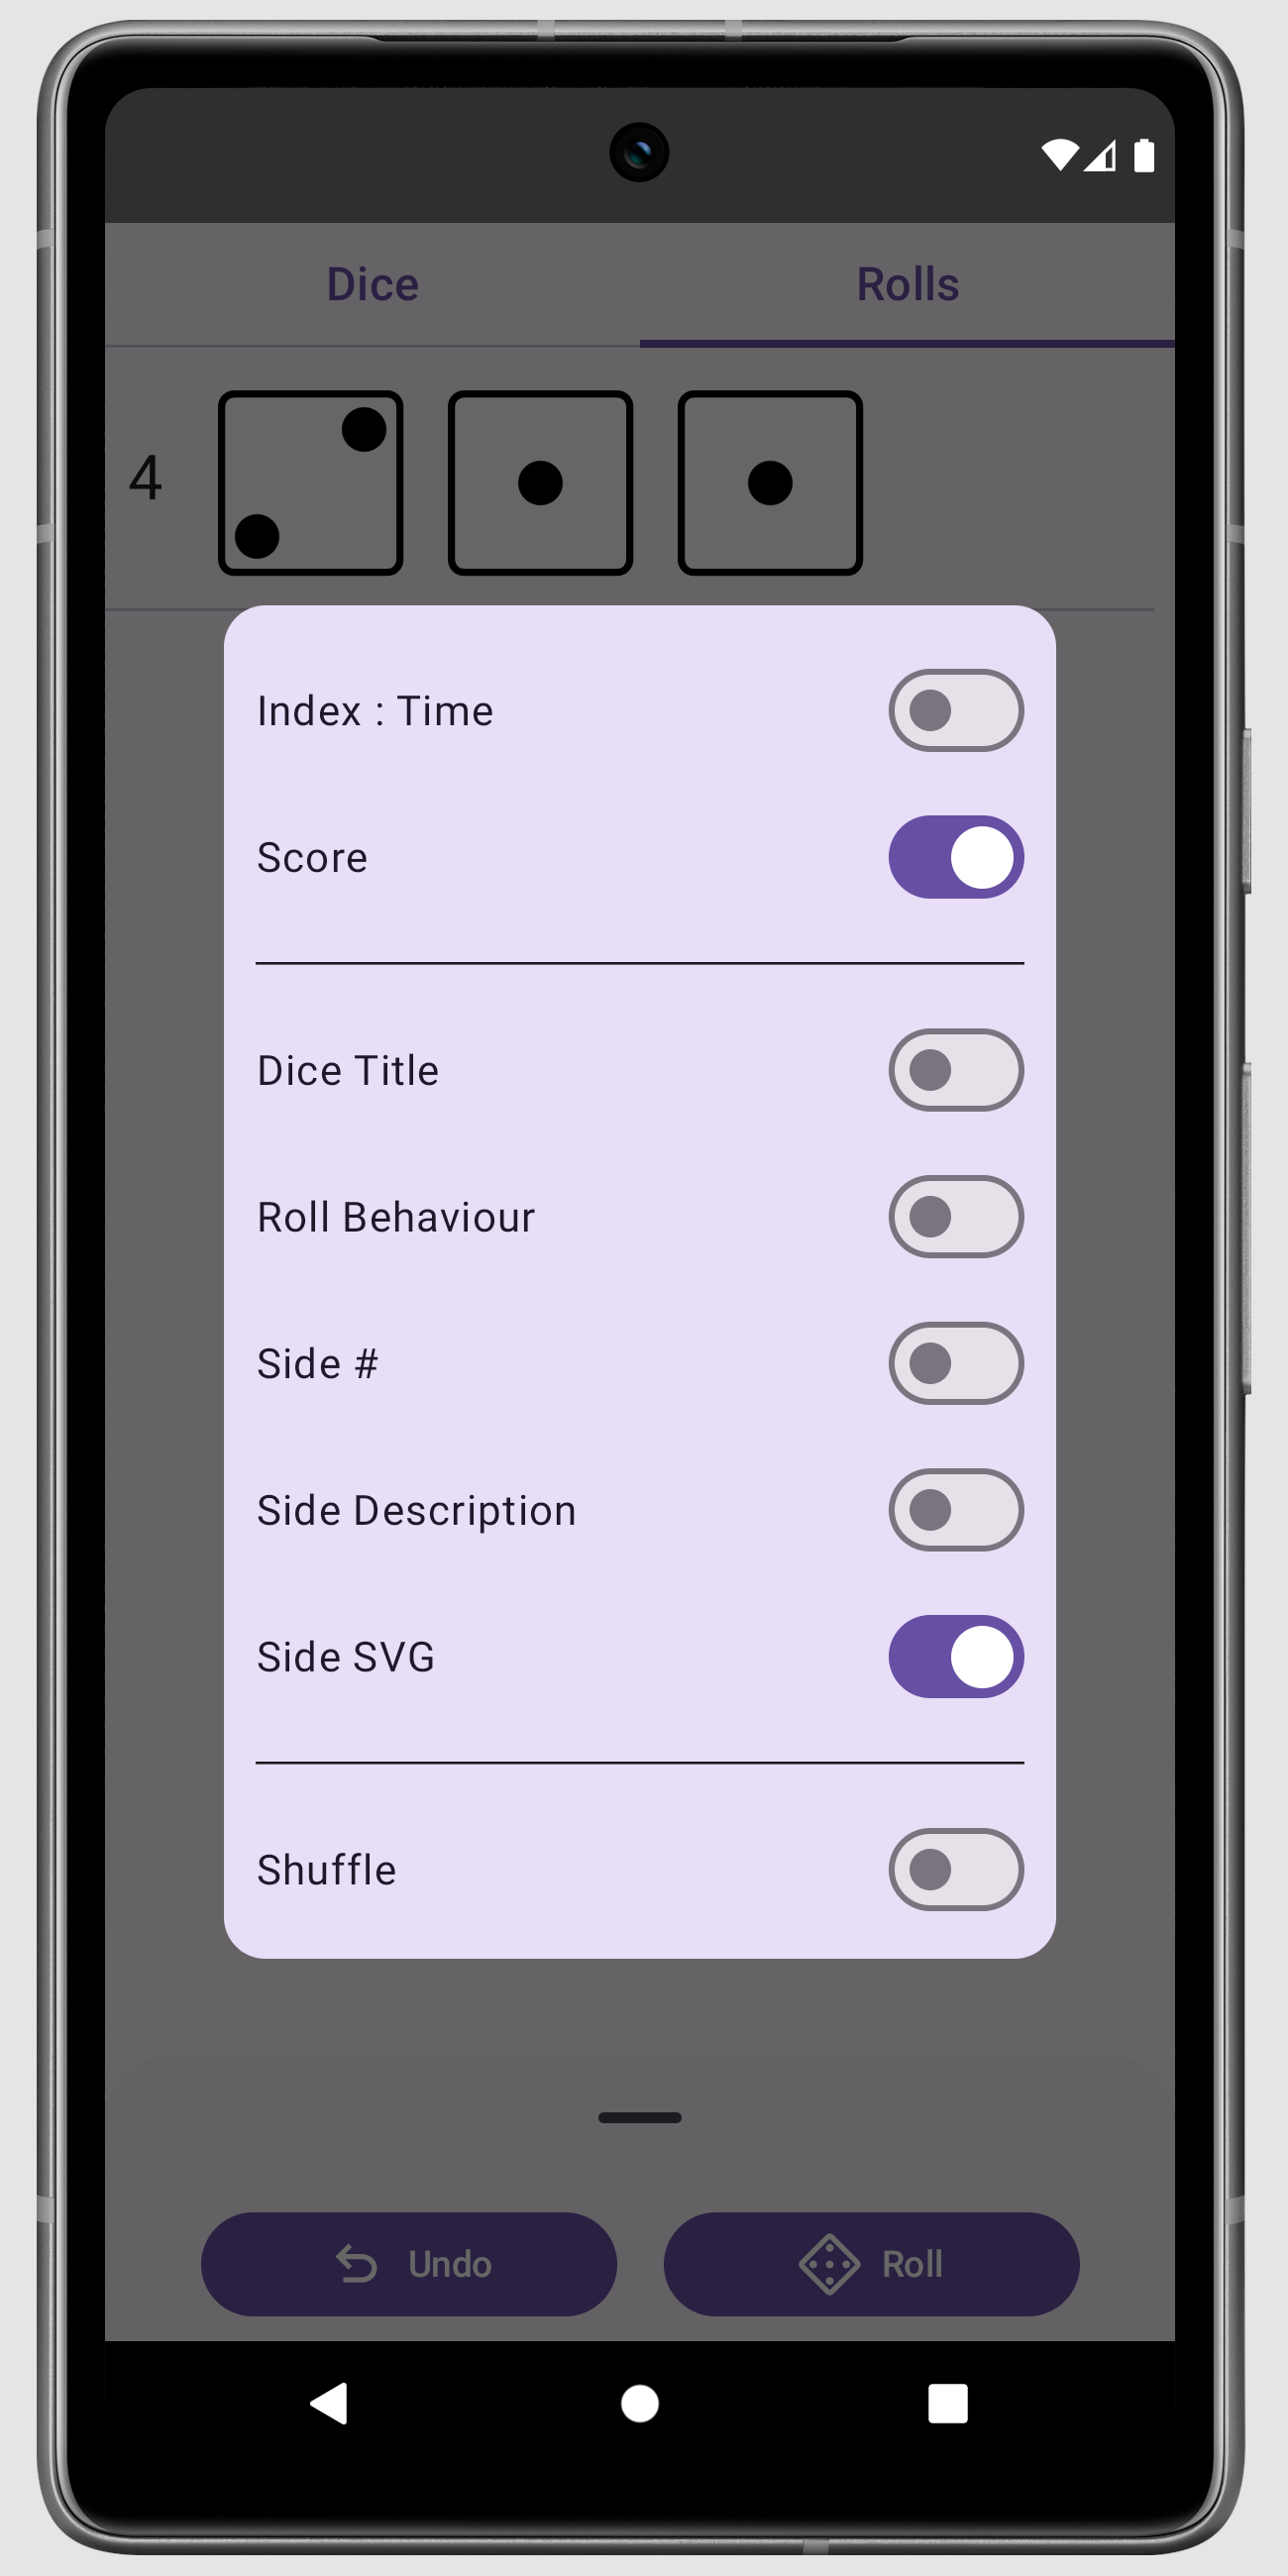 Dice
Rolls
4
Index : Time
Score
Dice Title
Roll Behaviour
Side #
Side Description
Side SVG
Shuffle
Undo
Roll